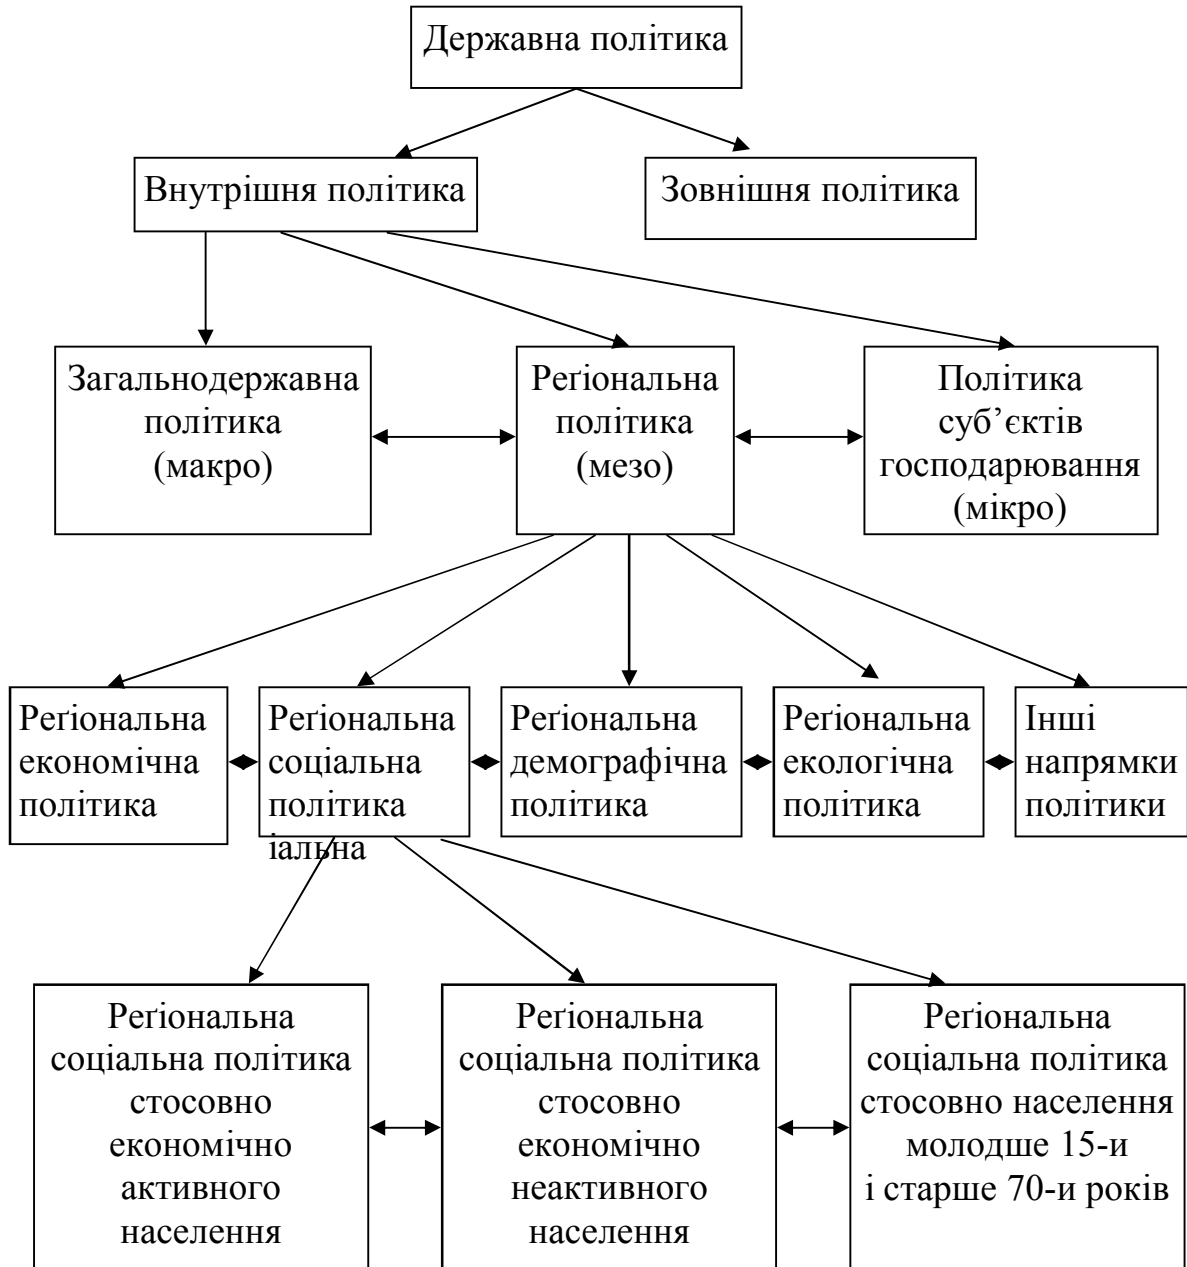 Державна політика
Внутрішня політика
Зовнішня політика
Загальнодержавна
політика
(макро)
Реґіональна
політика
(мезо)
Політика
суб’єктів
господарювання
(мікро)
Реґіональна
економічна
політика
Реґіональна
соціальна
політика
іальна
Реґіональна
демографічна
політика
Реґіональна
екологічна
політика
Інші
напрямки
політики
Реґіональна
соціальна політика
стосовно
економічно
активного
населення
Реґіональна
соціальна політика
стосовно
економічно
неактивного
населення
Реґіональна
соціальна політика
стосовно населення
молодше 15-и
і старше 70-и років